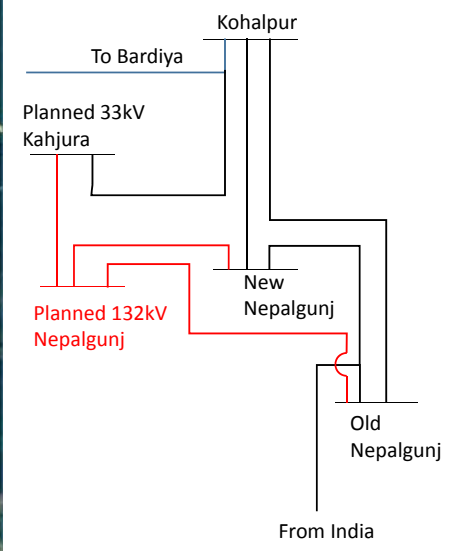 Kohalpur
To Bardiya
Planned 33kV
Kahjura
New
Nepalgunj
Planned 132kV
Nepalgunj
Old
Nepalgunj
From India